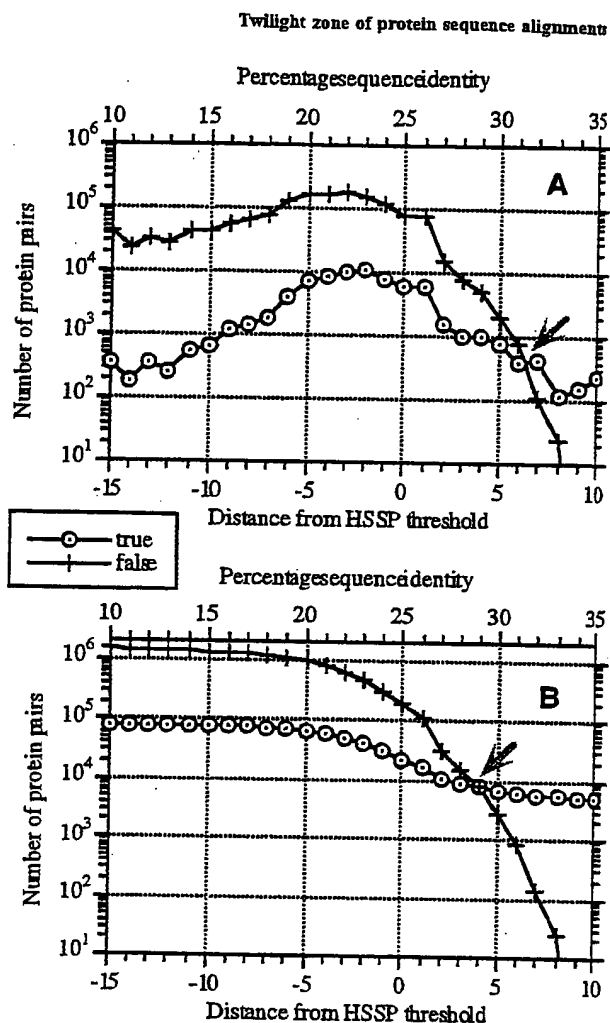 Twilight zone of protein sequence alignments
Percentagesequenceidentity
10 15 20 25 30 35
10^6
10^5
10^4
10^3
10^2
10^1
Number of protein pairs
A
-15 -10 -5 0 5 10
Distance from HSSP threshold
true
false
Percentagesequenceidentity
10 15 20 25 30 35
10^6
10^5
10^4
10^3
10^2
10^1
Number of protein pairs
B
-15 -10 -5 0 5 10
Distance from HSSP threshold